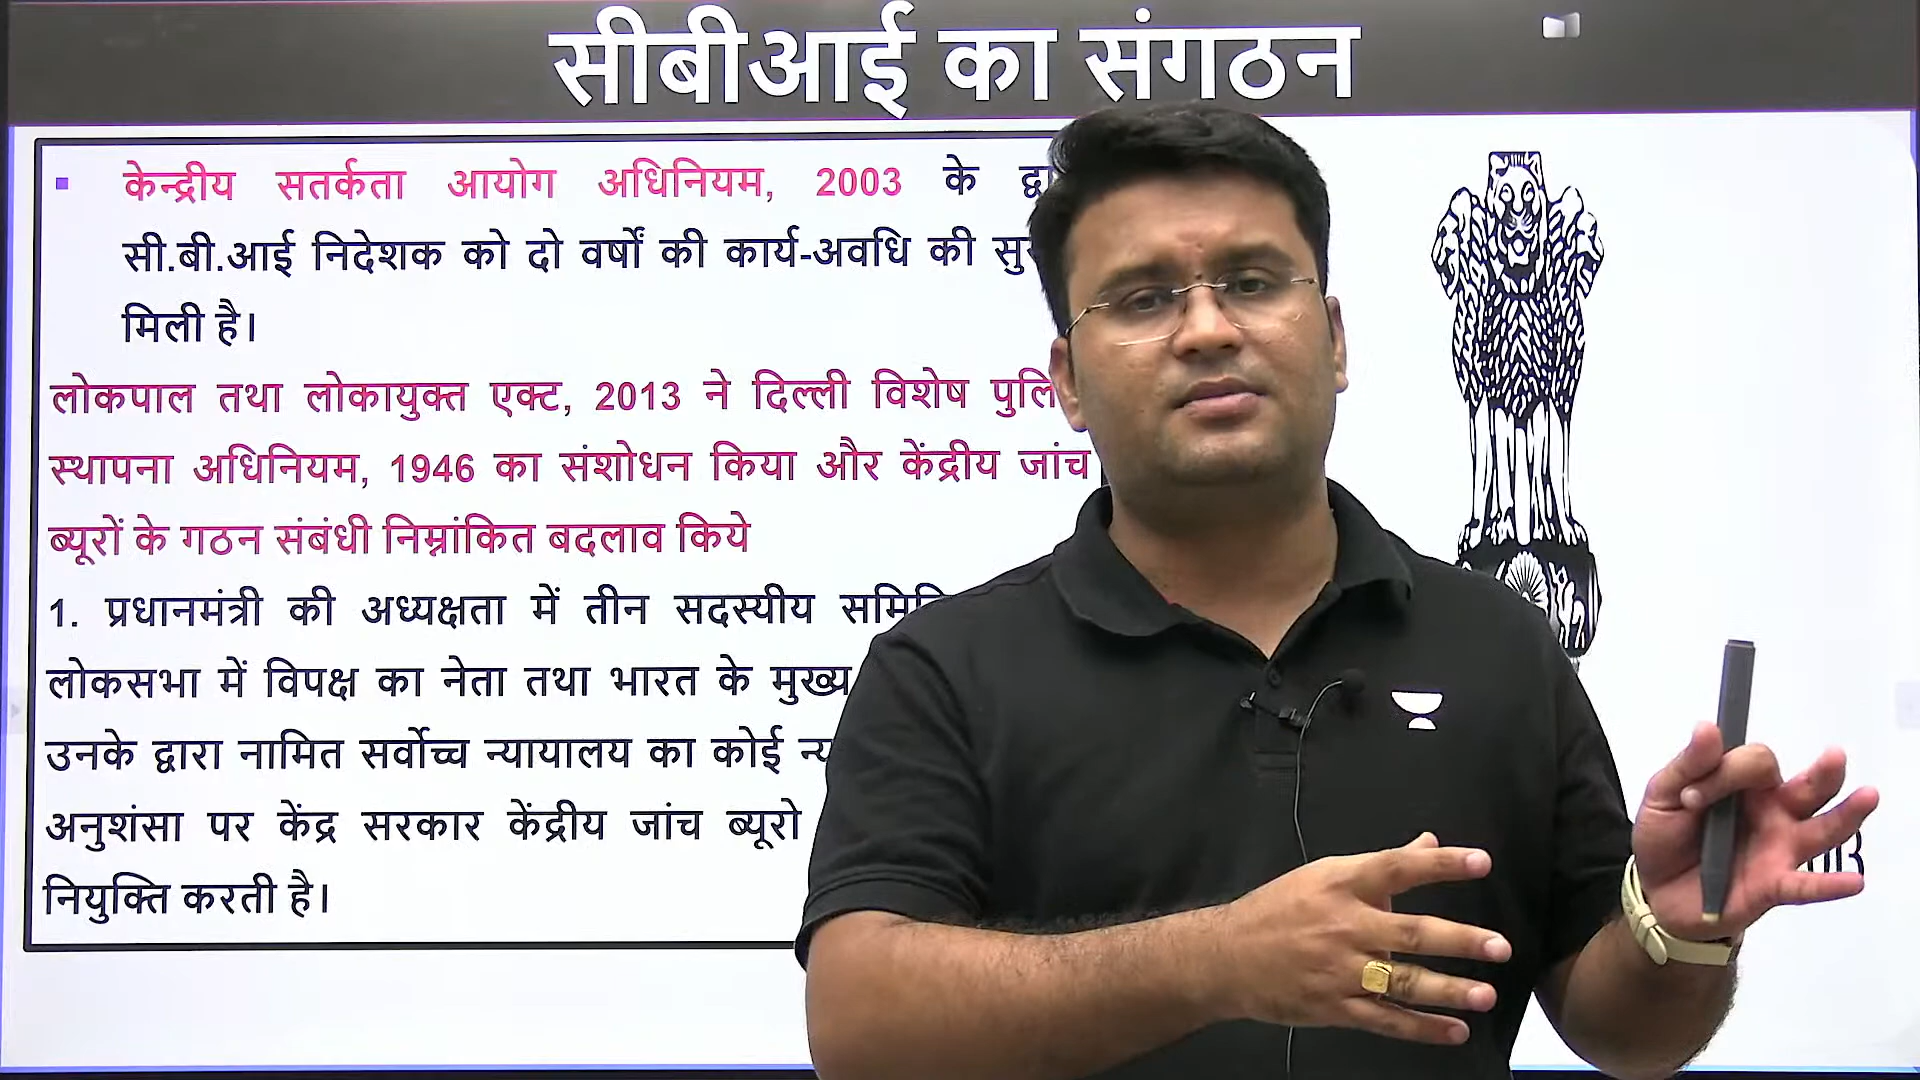 सीबीआई का संगठन
केन्द्रीय सतर्कता आयोग अधिनियम, 2003 के
सी.बी.आई निदेशक को दो वर्षों की कार्य-अवधि की
मिली है।
लोकपाल तथा लोकायुक्त एक्ट, 2013 ने दिल्ली विशेष
स्थापना अधिनियम, 1946 का संशोधन किया और केंद्रीय जांच
ब्यूरों के गठन संबंधी निम्नांकित बदलाव किये
1. प्रधानमंत्री की अध्यक्षता में तीन सदस्यीय
लोकसभा में विपक्ष का नेता तथा भारत के मुख्य
उनके द्वारा नामित सर्वोच्च न्यायालय का कोई
अनुशंसा पर केंद्र सरकार केंद्रीय जांच ब्यूरो
नियुक्ति करती है।